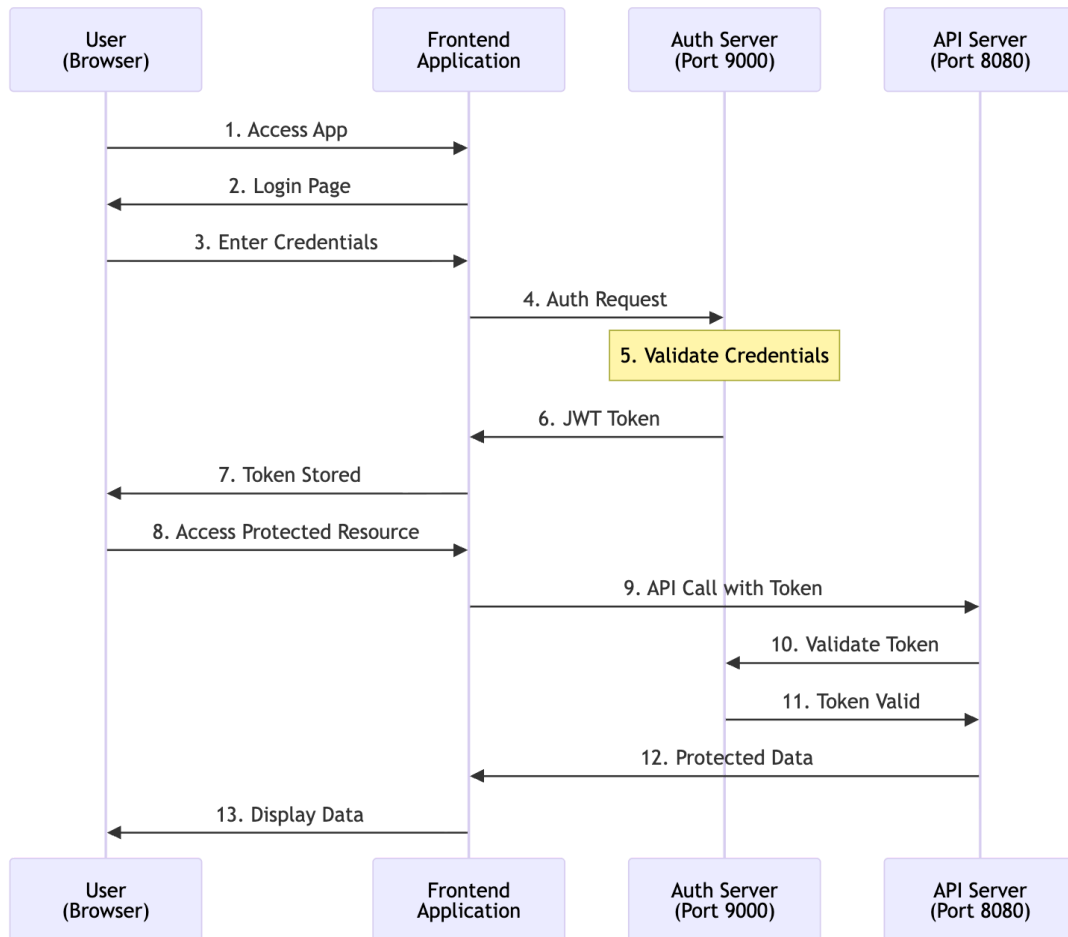 User
(Browser)
Frontend
Application
Auth Server
(Port 9000)
API Server
(Port 8080)
1. Access App
2. Login Page
3. Enter Credentials
4. Auth Request
5. Validate Credentials
6. JWT Token
7. Token Stored
8. Access Protected Resource
9. API Call with Token
10. Validate Token
11. Token Valid
12. Protected Data
13. Display Data
User
(Browser)
Frontend
Application
Auth Server
(Port 9000)
API Server
(Port 8080)